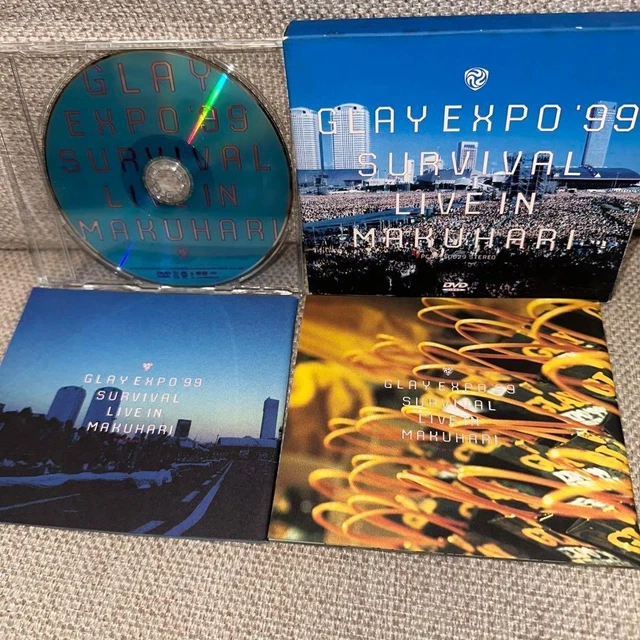 GLAY
EXPO '99
SURVIVAL
LIVE IN
MAKUHARI
GLAY EXPO '99
SURVIVAL
LIVE IN
MAKUHARI
STEREO
DVD
GLAY EXPO '99
SURVIVAL
LIVE IN
MAKUHARI
GLAY EXPO '99
SURVIVAL
LIVE IN
MAKUHARI